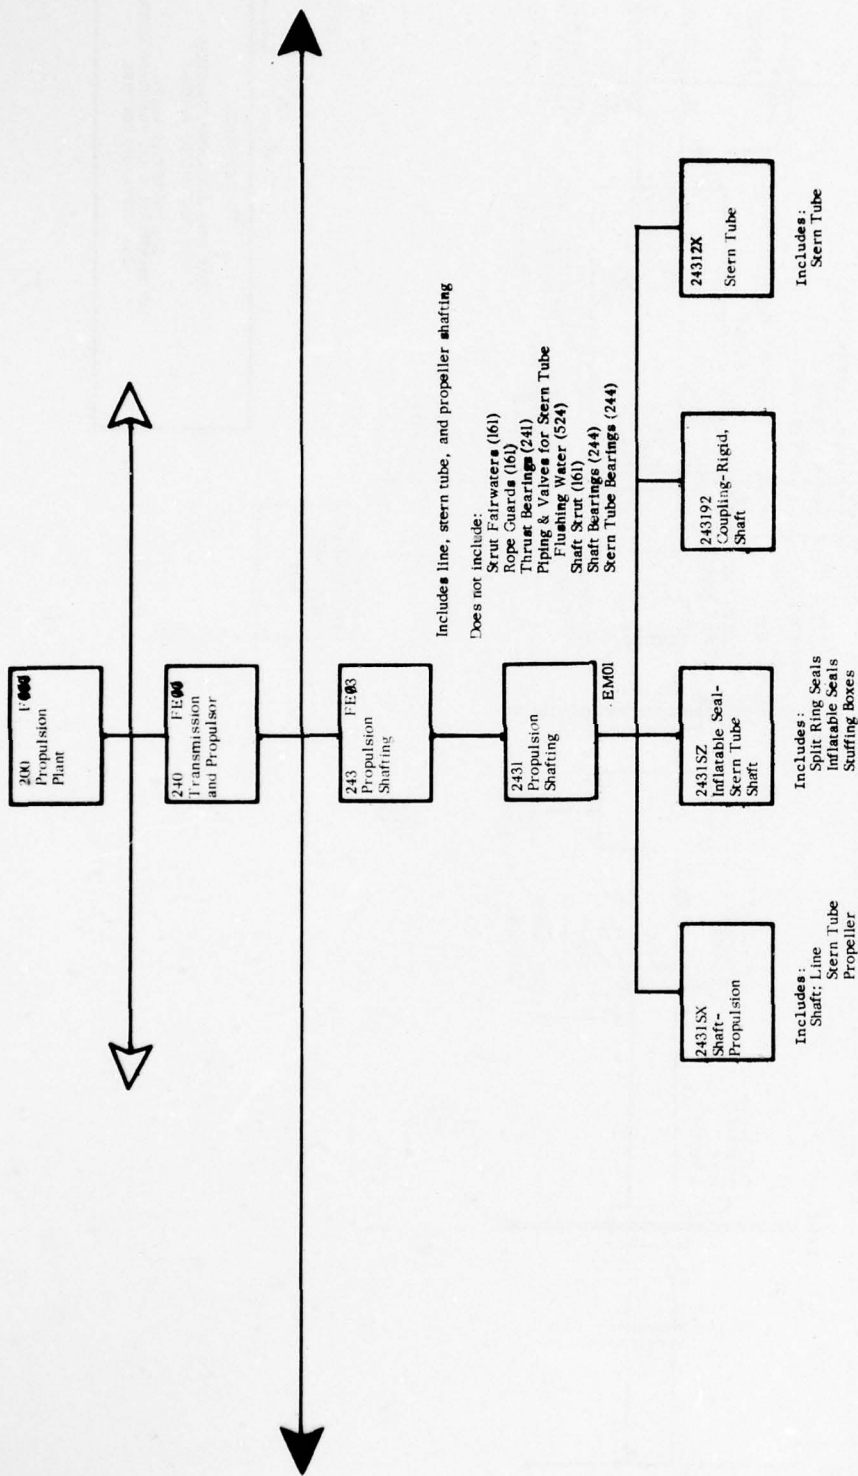 200 F000
Propulsion
Plant
240 FE00
Transmission
and Propulsor
243 FE03
Propulsion
Shafting
Includes line, stern tube, and propeller shafting
Does not include:
Strut Fairwaters (161)
Rope Guards (161)
Thrust Bearings (241)
Piping & Valves for Stern Tube
Flushing Water (524)
Shaft Strut (161)
Shaft Bearings (244)
Stern Tube Bearings (244)
2431
Propulsion
Shafting
EM01
2431SX
Shaft-
Propulsion
Includes:
Shaft: Line
Stern Tube
Propeller
2431SZ
Inflatable Seal-
Stern Tube
Shaft
Includes:
Split Ring Seals
Inflatable Seals
Stuffing Boxes
243192
Coupling-Rigid,
Shaft
24312X
Stern Tube
Includes:
Stern Tube